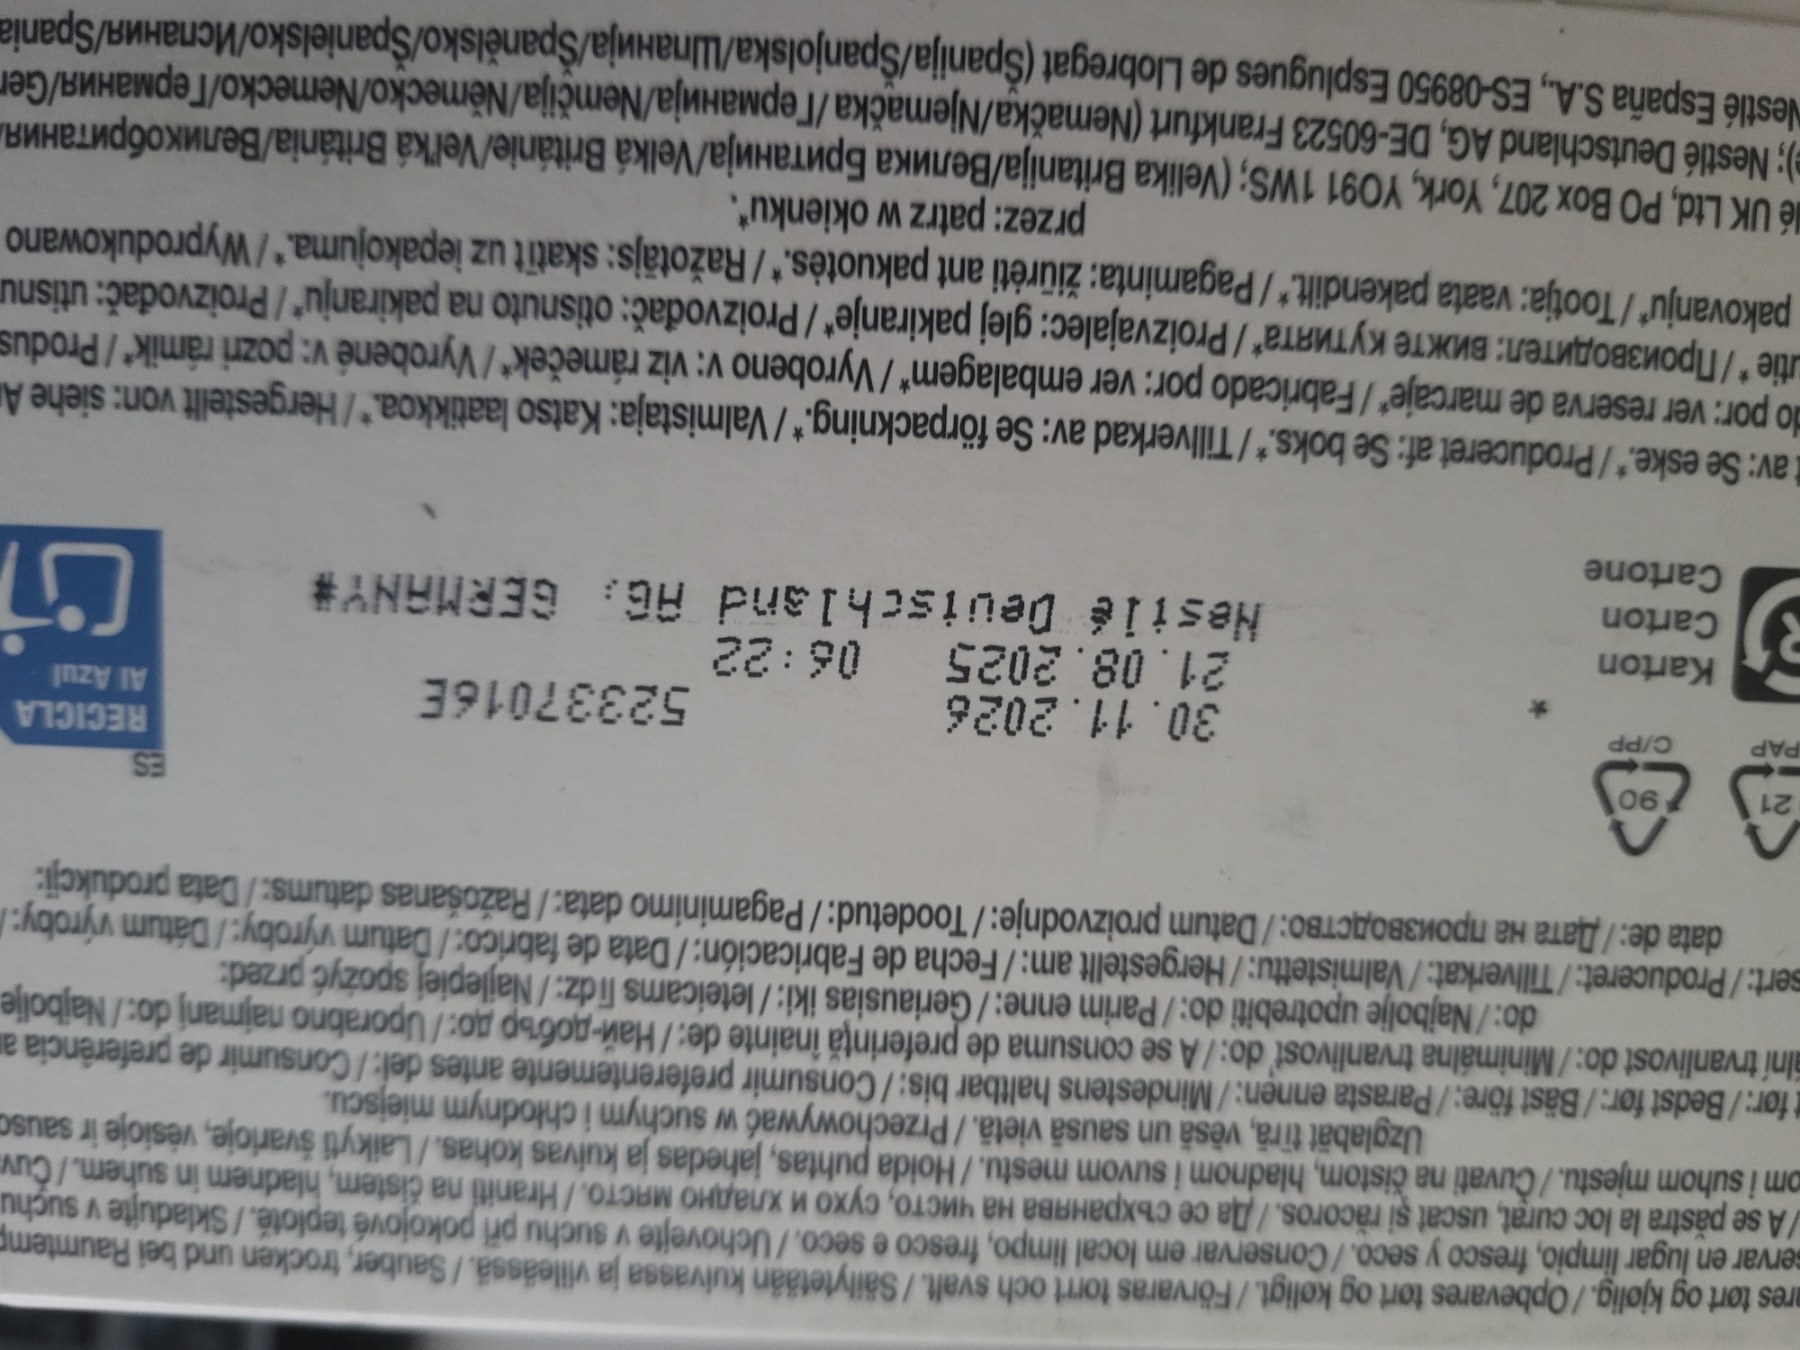 ares tørt og kjølig. / Opbevares tørt og køligt. / Förvaras torrt och svalt. / Säilytetään kuivassa ja viileässä. / Sauber, trocken und bei Raumtemp
servar en lugar limpio, fresco y seco. / Conservar em local limpo, fresco e seco. / Uchovejte v suchu při pokojové teplotě. / Skladujte v suchu
/ A se păstra la loc curat, uscat şi răcoros. / Да се съхранява на чисто, сухо и хладно място. / Hraniti na čistem, hladnem in suhem. / Čuv
om i suhom mjestu. / Čuvati na čistom, hladnom i suvom mestu. / Hoida puhtas, jahedas ja kuivas kohas. / Laikyti švarioje, vėsioje ir sauso
Uzglabāt tīrā, vēsā un sausā vietā. / Przechowywać w suchym i chłodnym miejscu.
t før: / Bedst før: / Bäst före: / Parasta ennen: / Mindestens haltbar bis: / Consumir preferentemente antes del: / Consumir de preferência a
ální trvanlivost do: / Minimálna trvanlivosť do: / A se consuma de preferinţă înainte de: / Най-добър до: / Uporabno najmanj do: / Najbolje
do: / Najbolje upotrebiti do: / Parim enne: / Geriausias iki: / Ieteicams līdz: / Najlepiej spożyć przed:
sert: / Produceret: / Tillverkat: / Valmistettu: / Hergestellt am: / Fecha de Fabricación: / Data de fabrico: / Datum výroby: / Dátum výroby: /
data de: / Дата на производство: / Datum proizvodnje: / Toodetud: / Pagaminimo data: / Ražošanas datums: / Data produkcji:
21
PAP
90
C/PP
ES
*
30.11.2026 52337016E
21.08.2025 06:22
Nestlé Deutschland AG; GERMANY#
Karton
Carton
Cartone
RECICLA
Al Azul
t av: Se eske.* / Produceret af: Se boks.* / Tillverkad av: Se förpackning.* / Valmistaja: Katso laatikkoa.* / Hergestellt von: siehe A
do por: ver reserva de marcaje* / Fabricado por: ver embalagem* / Vyrobeno v: viz rámeček* / Vyrobené v: pozri rámik* / Produs
utie * / Производител: вижте кутията* / Proizvajalec: glej pakiranje* / Proizvođač: otisnuto na pakiranju* / Proizvođač: utisnu
pakovanju* / Tootja: vaata pakendilt.* / Pagaminta: žiūrėti ant pakuotės.* / Ražotājs: skatīt uz iepakojuma.* / Wyprodukowano
przez: patrz w okienku*.
lé UK Ltd, PO Box 207, York, YO91 1WS; (Velika Britanija/Велика Британија/Velká Británie/Veľká Británia/Великобритания/
e); Nestlé Deutschland AG, DE-60523 Frankfurt (Nemačka/Njemačka /Германија/Nemčija/Německo/Nemecko/Германия/Ger
Nestlé España S.A., ES-08950 Esplugues de Llobregat (Španija/Španjolska/Шпанија/Španělsko/Španielsko/Испания/Spania